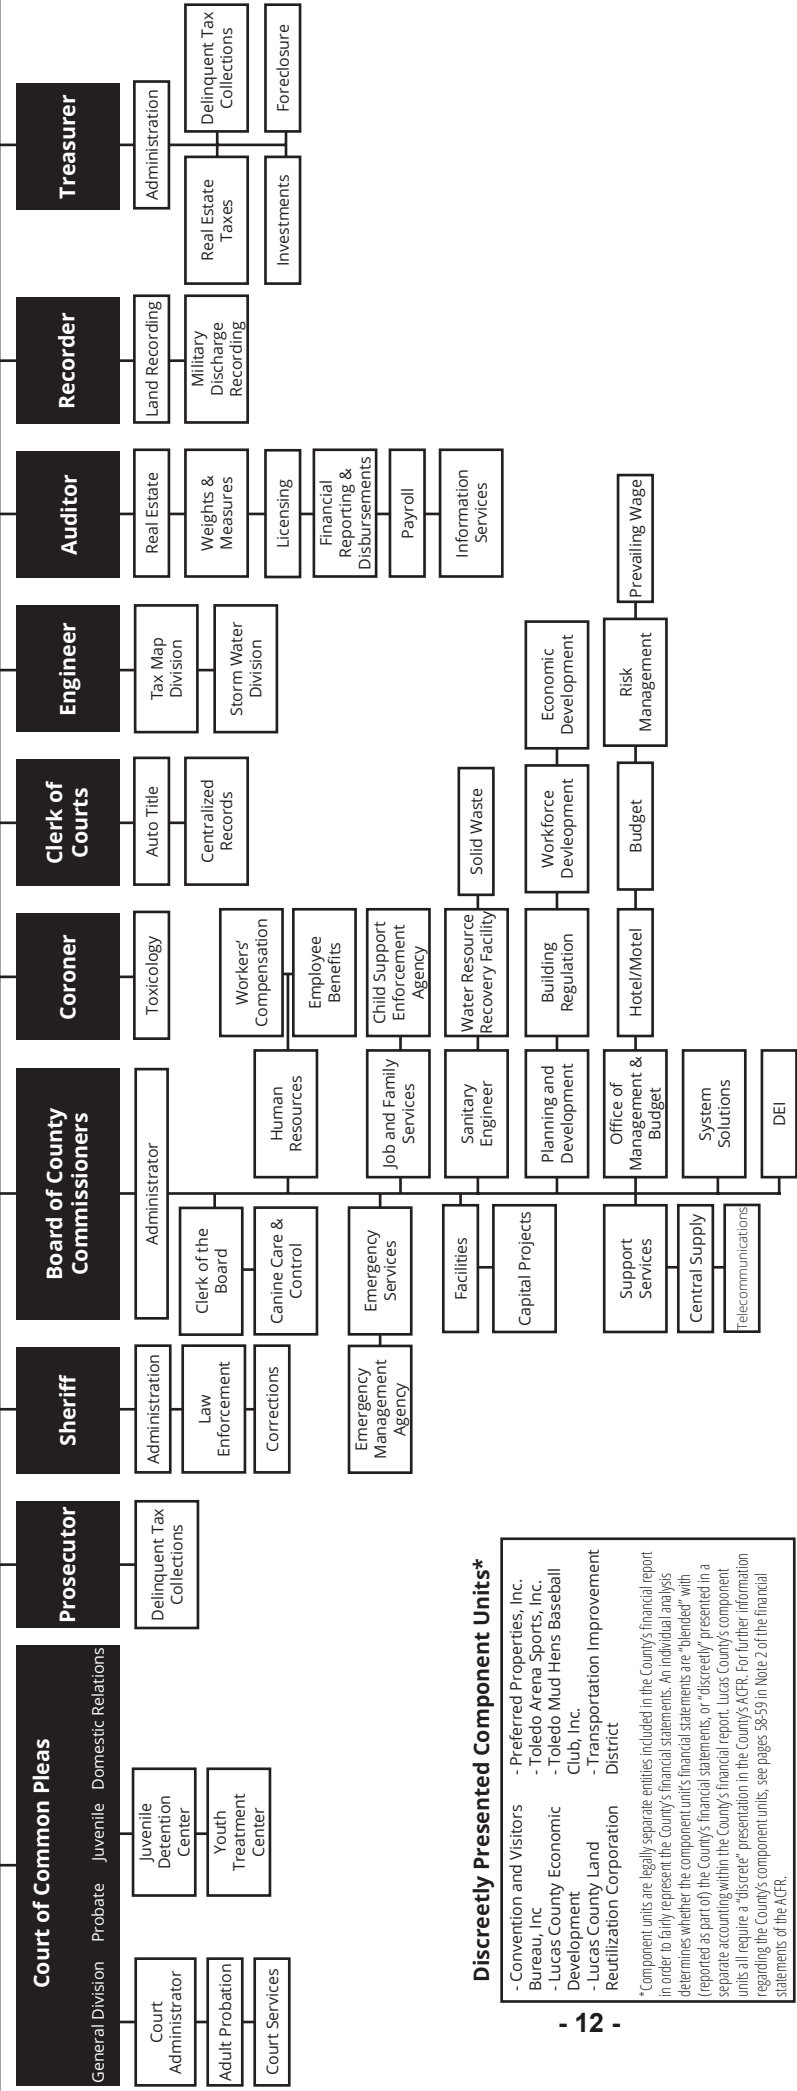 Court of Common Pleas
General Division
Probate
Juvenile
Domestic Relations
Court
Administrator
Adult Probation
Court Services
Juvenile
Detention
Center
Youth
Treatment
Center
Prosecutor
Delinquent Tax
Collections
Sheriff
Administration
Law
Enforcement
Corrections
Board of County
Commissioners
Administrator
Clerk of the
Board
Canine Care &
Control
Human
Resources
Workers'
Compensation
Employee
Benefits
Emergency
Management
Agency
Emergency
Services
Job and Family
Services
Child Support
Enforcement
Agency
Facilities
Capital Projects
Sanitary
Engineer
Water Resource
Recovery Facility
Solid Waste
Planning and
Development
Building
Regulation
Workforce
Devleopment
Economic
Development
Support
Services
Central Supply
Telecommunications
Office of
Management &
Budget
Hotel/Motel
Budget
Risk
Management
Prevailing Wage
System
Solutions
DEI
Coroner
Toxicology
Clerk of
Courts
Auto Title
Centralized
Records
Engineer
Tax Map
Division
Storm Water
Division
Auditor
Real Estate
Weights &
Measures
Licensing
Financial
Reporting &
Disbursements
Payroll
Information
Services
Recorder
Land Recording
Military
Discharge
Recording
Treasurer
Administration
Real Estate
Taxes
Delinquent Tax
Collections
Investments
Foreclosure
Discreetly Presented Component Units*
- Convention and Visitors
Bureau, Inc
- Lucas County Economic
Development
- Lucas County Land
Reutilization Corporation
- Preferred Properties, Inc.
- Toledo Arena Sports, Inc.
- Toledo Mud Hens Baseball
Club, Inc.
- Transportation Improvement
District
*Component units are legally separate entities included in the County's financial report
in order to fairly represent the County's financial statements. An individual analysis
determines whether the component unit's financial statements are "blended" with
(reported as part of) the County's financial statements, or "discreetly" presented in a
separate accounting within the County's financial report. Lucas County's component
units all require a "discrete" presentation in the County's ACFR. For further information
regarding the County's component units, see pages 58-59 in Note 2 of the financial
statements of the ACFR.
- 12 -